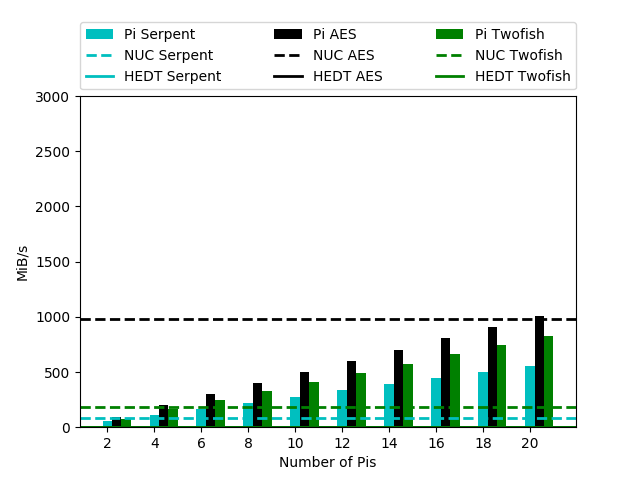 Pi Serpent Pi AES Pi Twofish
NUC Serpent NUC AES NUC Twofish
HEDT Serpent HEDT AES HEDT Twofish
3000
2500
2000
1500
1000
500
0
MiB/s
2 4 6 8 10 12 14 16 18 20
Number of Pis